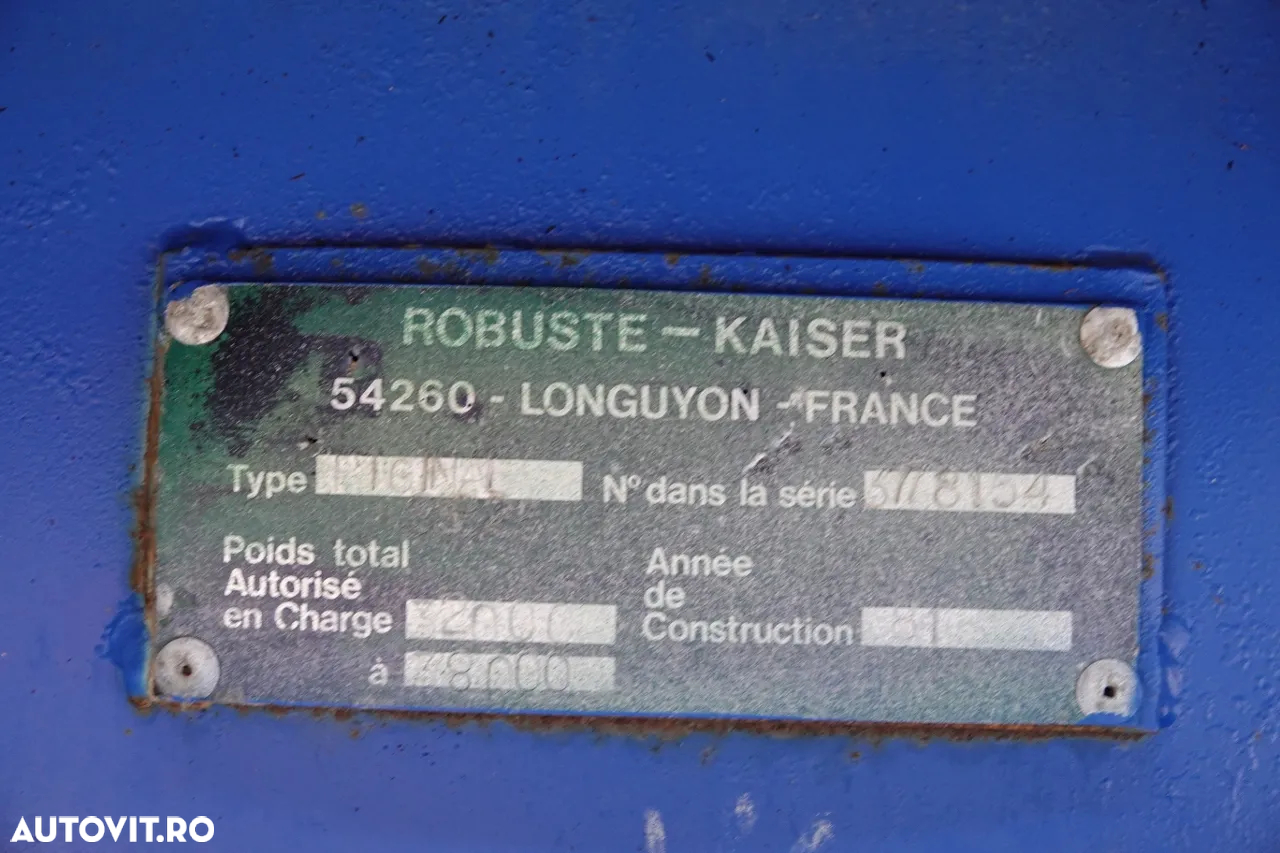 ROBUSTE — KAISER
54260 - LONGUYON - FRANCE
Type
N° dans la série
Poids total
Autorisé
en Charge
à
Année
de
Construction
AUTOVIT.RO